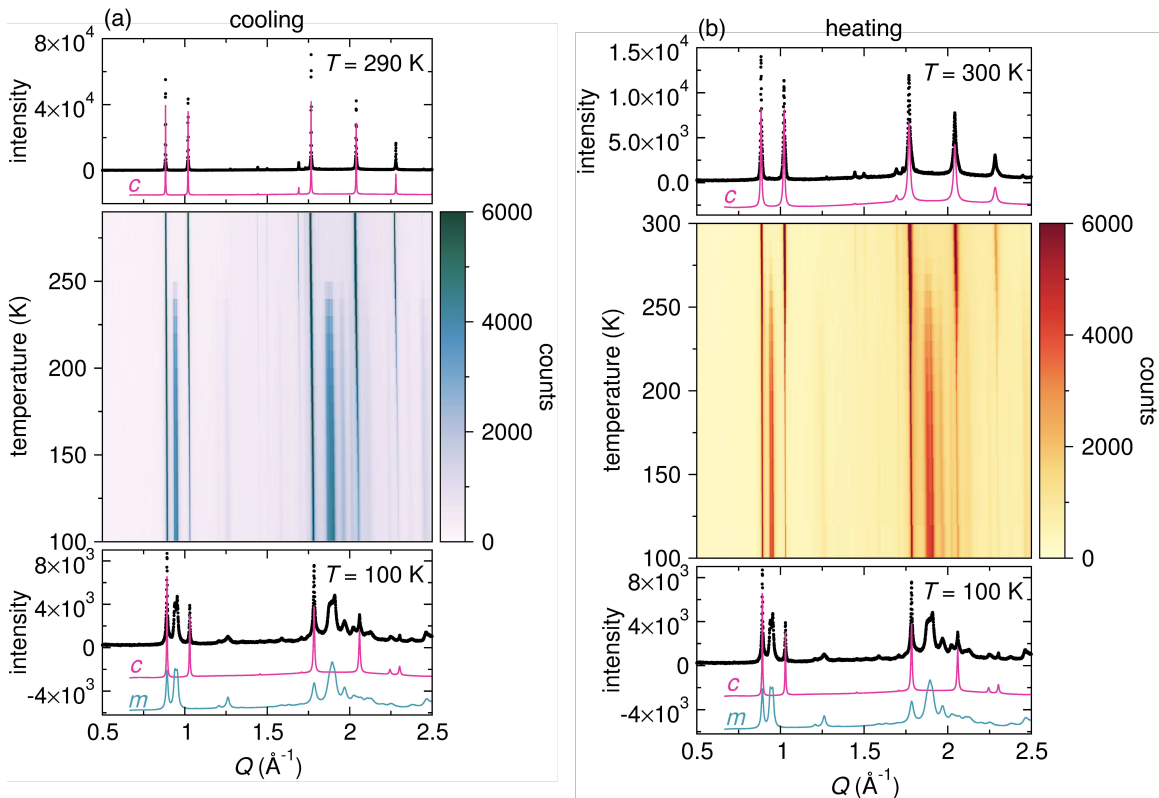 (a) cooling
intensity
8×10⁴
4×10⁴
0
T = 290 K
c
temperature (K)
250
200
150
100
6000
4000
2000
0
counts
intensity
8×10³
4×10³
0
-4×10³
T = 100 K
c
m
0.5 1 1.5 2 2.5
Q (Å⁻¹)
(b) heating
intensity
1.5×10⁴
1.0×10⁴
5.0×10³
0.0
T = 300 K
c
temperature (K)
300
250
200
150
100
6000
4000
2000
0
counts
intensity
8×10³
4×10³
0
-4×10³
T = 100 K
c
m
0.5 1 1.5 2 2.5
Q (Å⁻¹)